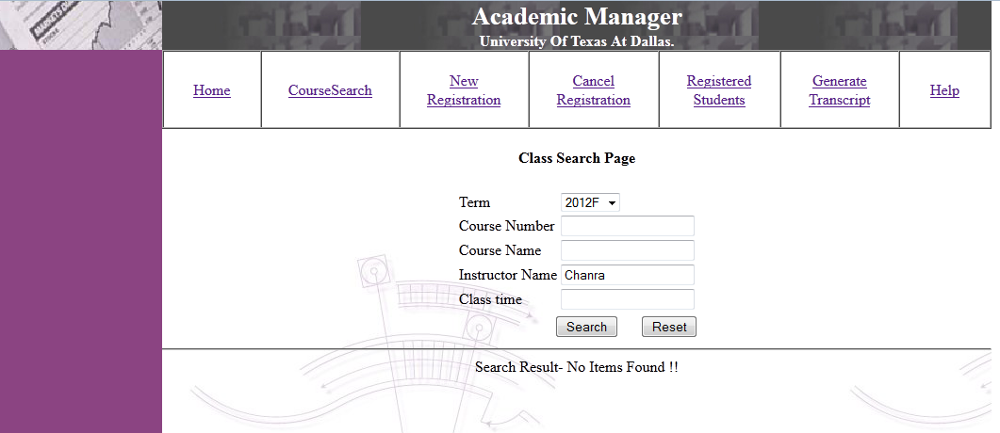 MARKETS
Academic Manager
University Of Texas At Dallas.
Home
CourseSearch
New
Registration
Cancel
Registration
Registered
Students
Generate
Transcript
Help
Class Search Page
Term 2012F
Course Number
Course Name
Instructor Name Chanra
Class time
Search Reset
Search Result- No Items Found !!